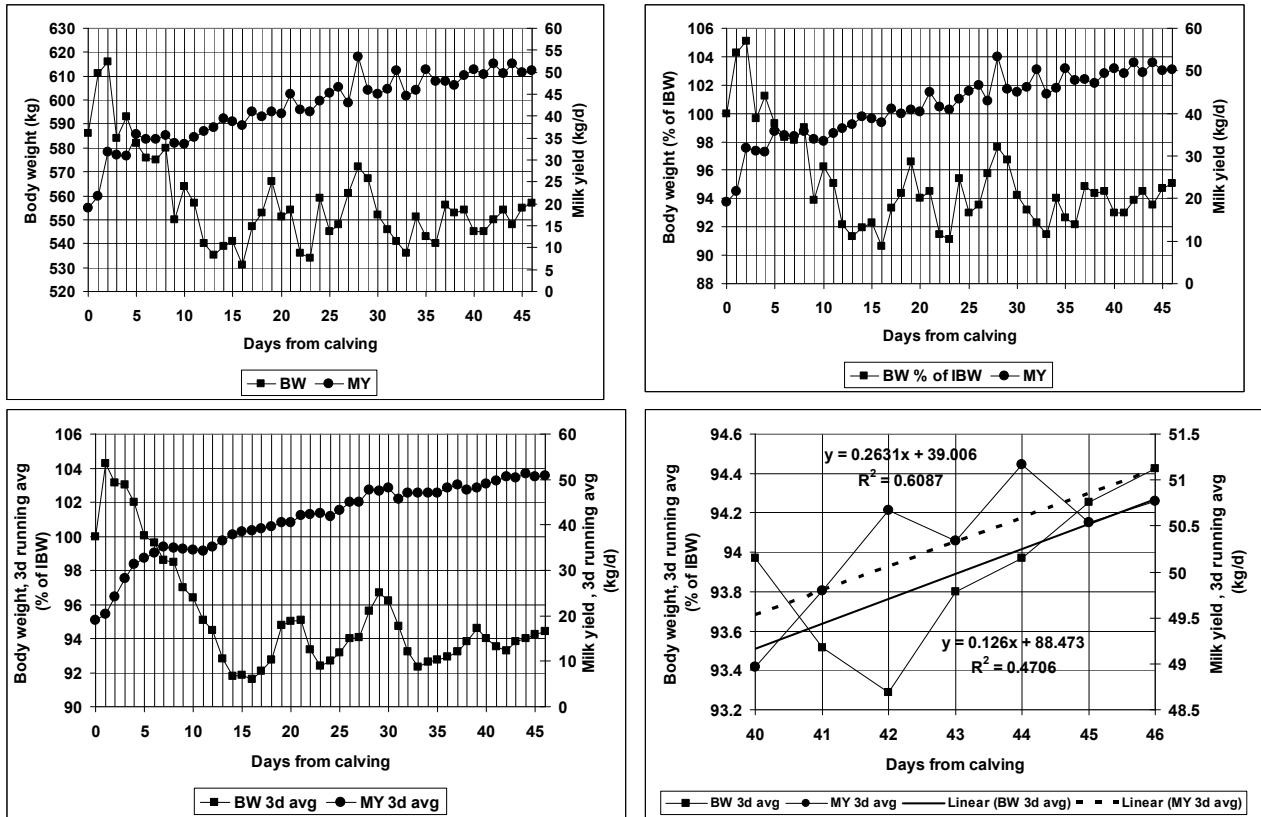 630
620
610
600
590
580
570
560
550
540
530
520
Body weight (kg)
60
55
50
45
40
35
30
25
20
15
10
5
0
Milk yield (kg/d)
0 5 10 15 20 25 30 35 40 45
Days from calving
BW MY
106
104
102
100
98
96
94
92
90
88
Body weight (% of IBW)
60
50
40
30
20
10
0
Milk yield (kg/d)
0 5 10 15 20 25 30 35 40 45
Days from calving
BW % of IBW MY
106
104
102
100
98
96
94
92
90
Body weight, 3d running avg
(% of IBW)
60
50
40
30
20
10
0
Milk yield , 3d running avg
(kg/d)
0 5 10 15 20 25 30 35 40 45
Days from calving
BW 3d avg MY 3d avg
94.6
94.4
94.2
94
93.8
93.6
93.4
93.2
Body weight, 3d running avg
(% of IBW)
y = 0.2631x + 39.006
R² = 0.6087
y = 0.126x + 88.473
R² = 0.4706
51.5
51
50.5
50
49.5
49
48.5
Milk yield, 3d running avg
(kg/d)
40 41 42 43 44 45 46
Days from calving
BW 3d avg MY 3d avg Linear (BW 3d avg) Linear (MY 3d avg)